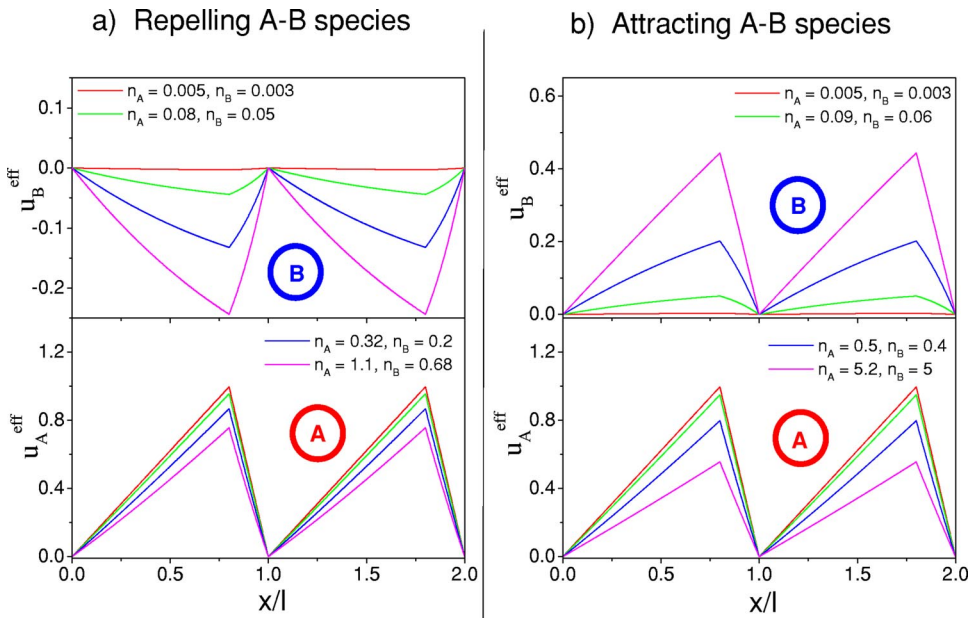 a) Repelling A-B species
n_A = 0.005, n_B = 0.003
n_A = 0.08, n_B = 0.05
0.1
0.0
-0.1
-0.2
u_B^eff
B
n_A = 0.32, n_B = 0.2
n_A = 1.1, n_B = 0.68
1.2
0.8
0.4
0.0
u_A^eff
A
0.0 0.5 1.0 1.5 2.0
x/l
b) Attracting A-B species
n_A = 0.005, n_B = 0.003
n_A = 0.09, n_B = 0.06
0.6
0.4
0.2
0.0
u_B^eff
B
n_A = 0.5, n_B = 0.4
n_A = 5.2, n_B = 5
1.2
0.8
0.4
0.0
u_A^eff
A
0.0 0.5 1.0 1.5 2.0
x/l